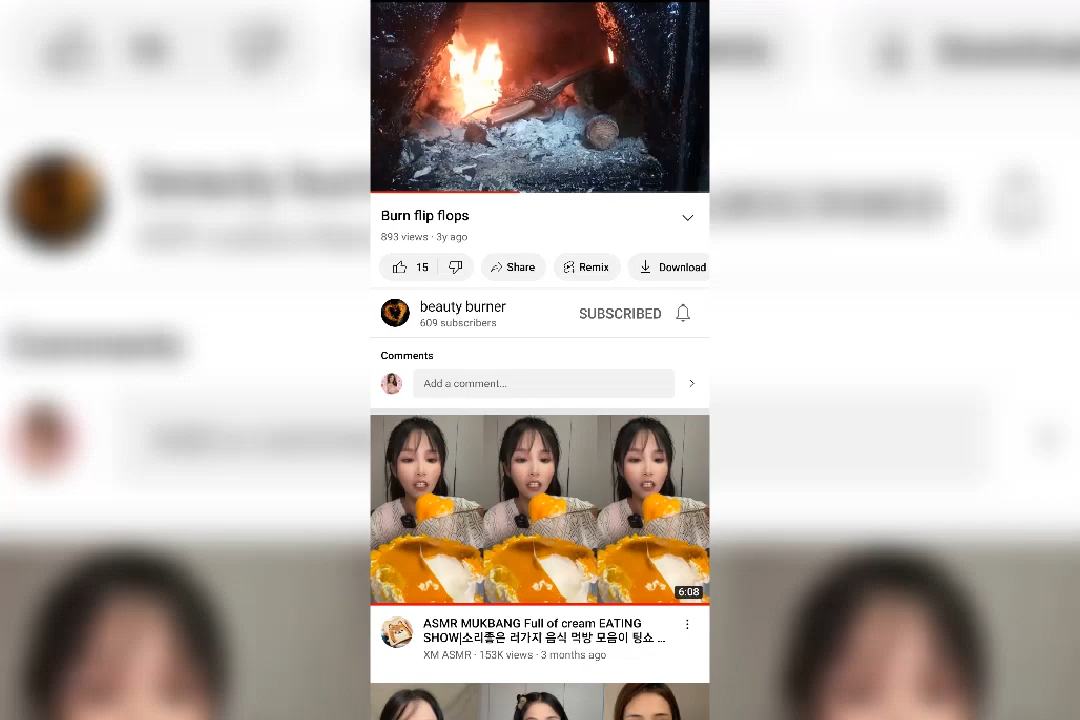 Burn flip flops
893 views · 3y ago
15
Share
Remix
Download
beauty burner
609 subscribers
SUBSCRIBED
Comments
Add a comment...
6:08
ASMR MUKBANG Full of cream EATING
SHOW|소리좋은 러가지 음식 먹방 모음이 팅쇼 ...
XM ASMR · 153K views · 3 months ago